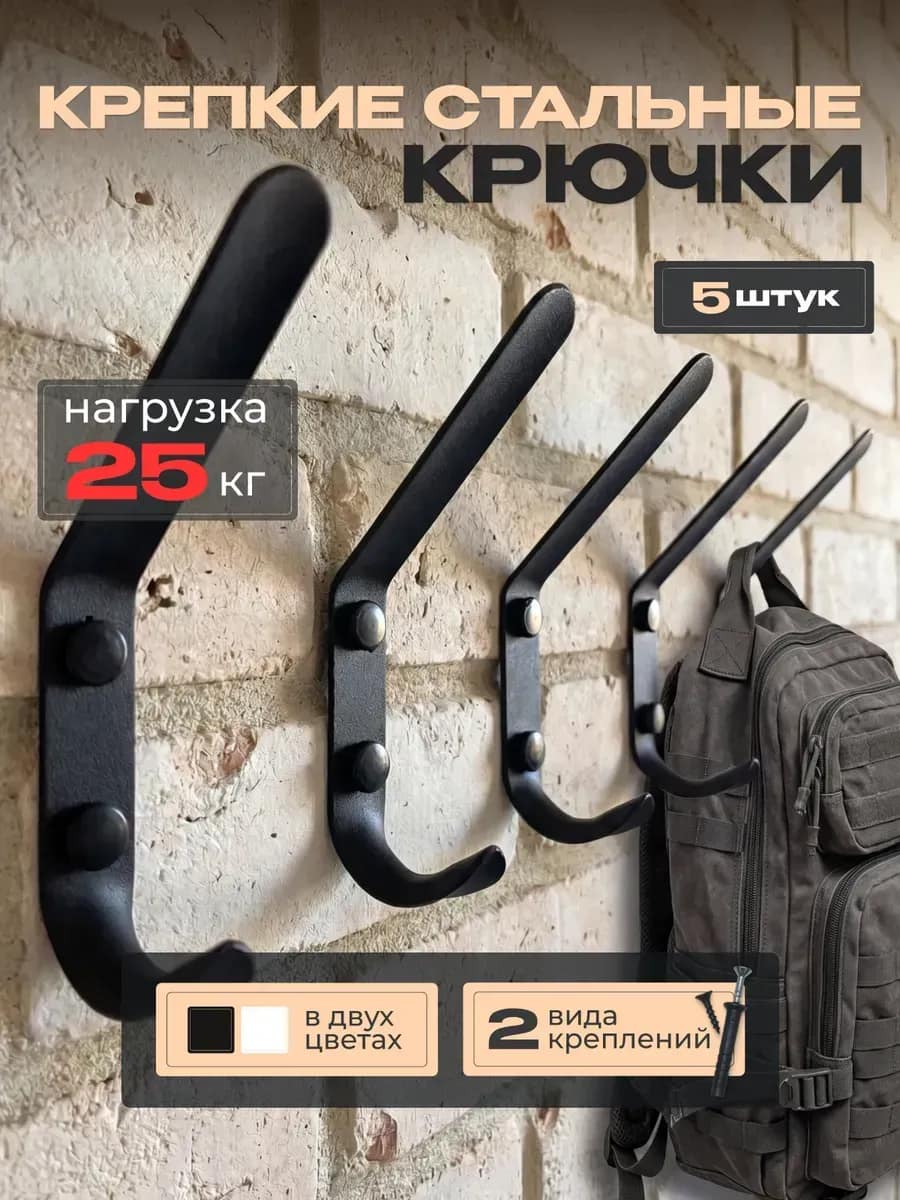 КРЕПКИЕ СТАЛЬНЫЕ
КРЮЧКИ
5 штук
нагрузка
25 кг
в двух
цветах
2 вида
креплений